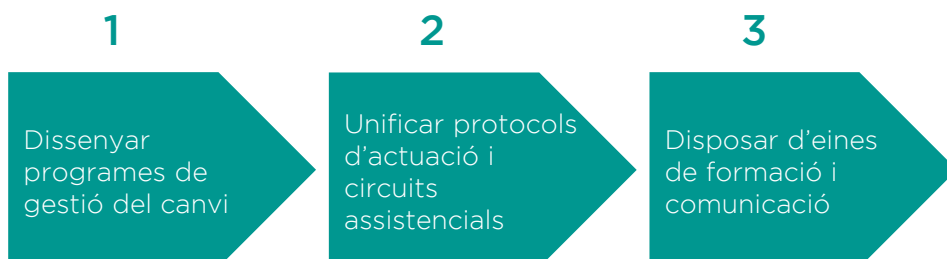 1
Dissenyar
programes de
gestió del canvi
2
Unificar protocols
d'actuació i
circuits
assistencials
3
Disposar d'eines
de formació i
comunicació